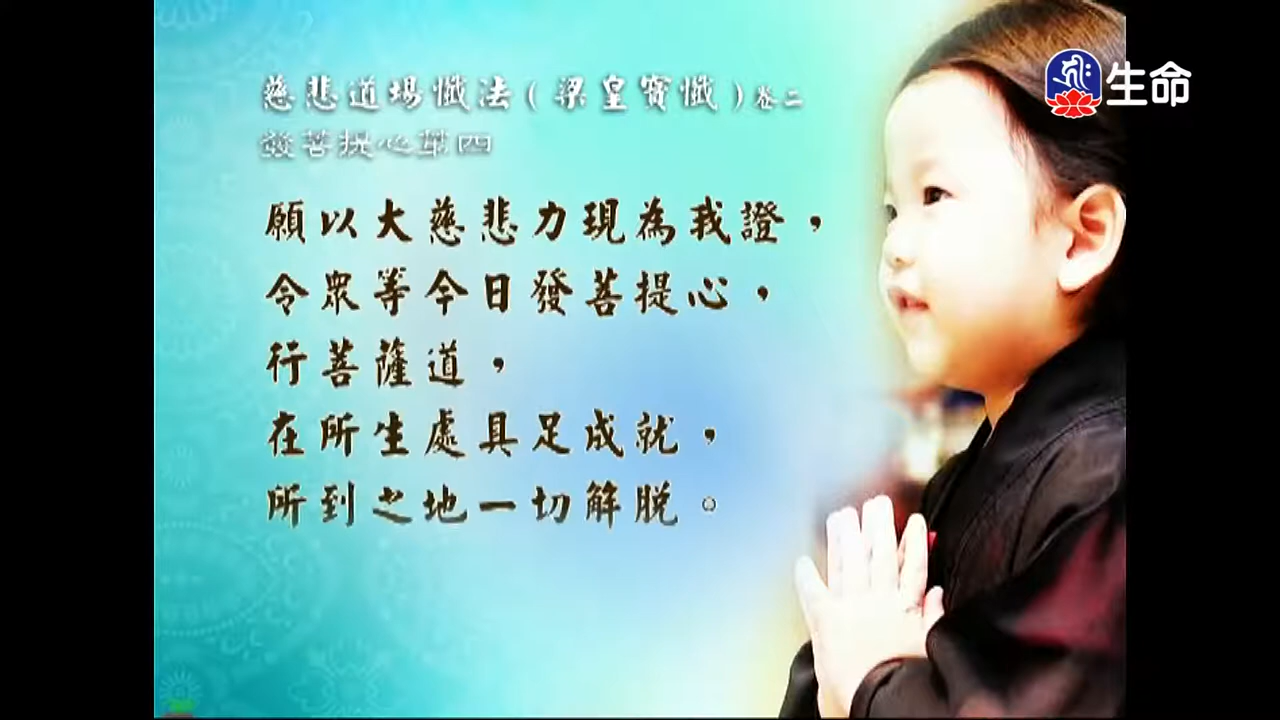 慈悲道場懺法(梁皇寶懺)卷二
發菩提心第四
願以大慈悲力現為我證，
令眾等今日發菩提心，
行菩薩道，
在所生處具足成就，
所到之地一切解脫。
生命